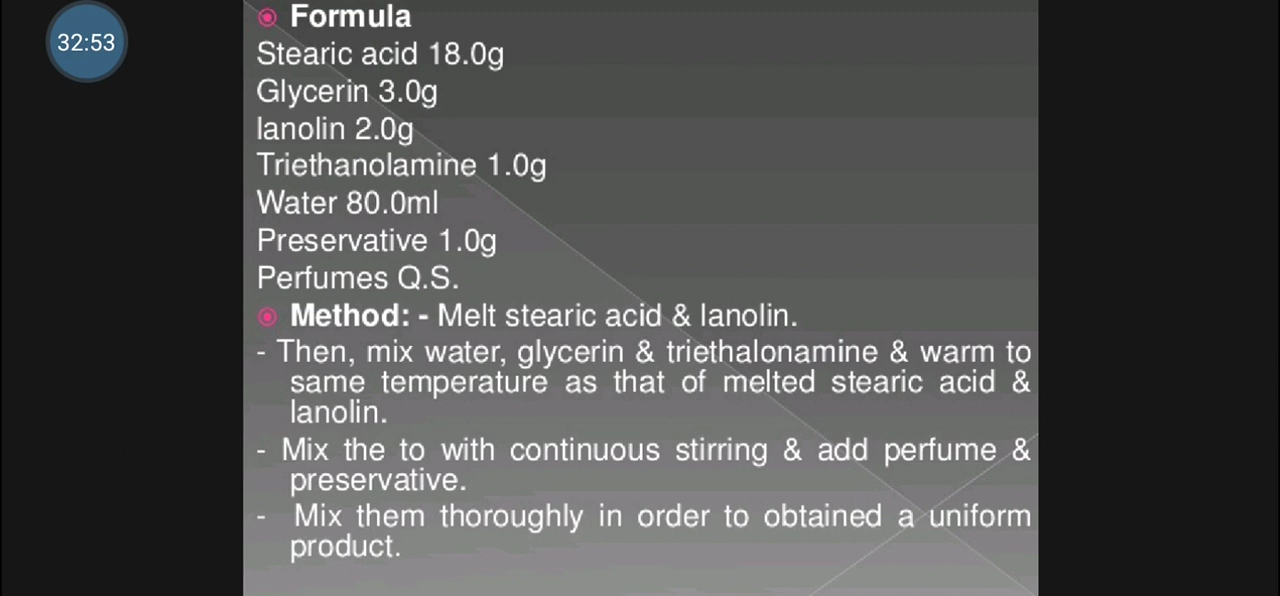 32:53
Formula
Stearic acid 18.0g
Glycerin 3.0g
lanolin 2.0g
Triethanolamine 1.0g
Water 80.0ml
Preservative 1.0g
Perfumes Q.S.
Method: - Melt stearic acid & lanolin.
- Then, mix water, glycerin & triethalonamine & warm to
same temperature as that of melted stearic acid &
lanolin.
- Mix the to with continuous stirring & add perfume &
preservative.
- Mix them thoroughly in order to obtained a uniform
product.